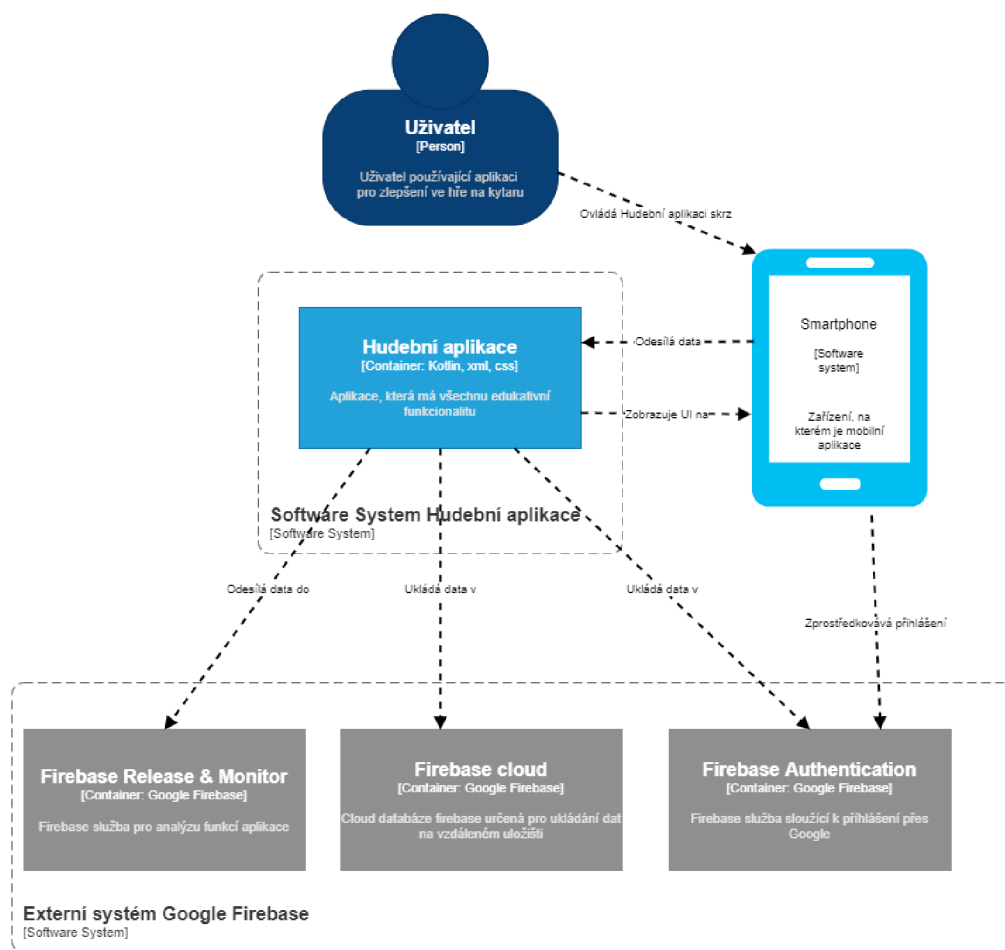 Uživatel
[Person]
Uživatel používající aplikaci
pro zlepšení ve hře na kytaru
Ovládá Hudební aplikaci skrz
Smartphone
[Software
system]
Zařízení, na
kterém je mobilní
aplikace
Hudební aplikace
[Container: Kotlin, xml, css]
Aplikace, která má všechnu edukativní
funkcionalitu
Odesílá data
Zobrazuje UI na
Software System Hudební aplikace
[Software System]
Odesílá data do
Ukládá data v
Ukládá data v
Zprostředkovává přihlášení
Firebase Release & Monitor
[Container: Google Firebase]
Firebase služba pro analýzu funkcí aplikace
Firebase cloud
[Container: Google Firebase]
Cloud databáze firebase určená pro ukládání dat
na vzdáleném uložišti
Firebase Authentication
[Container: Google Firebase]
Firebase služba sloužící k příhlášení přes
Google
Externí systém Google Firebase
[Software System]